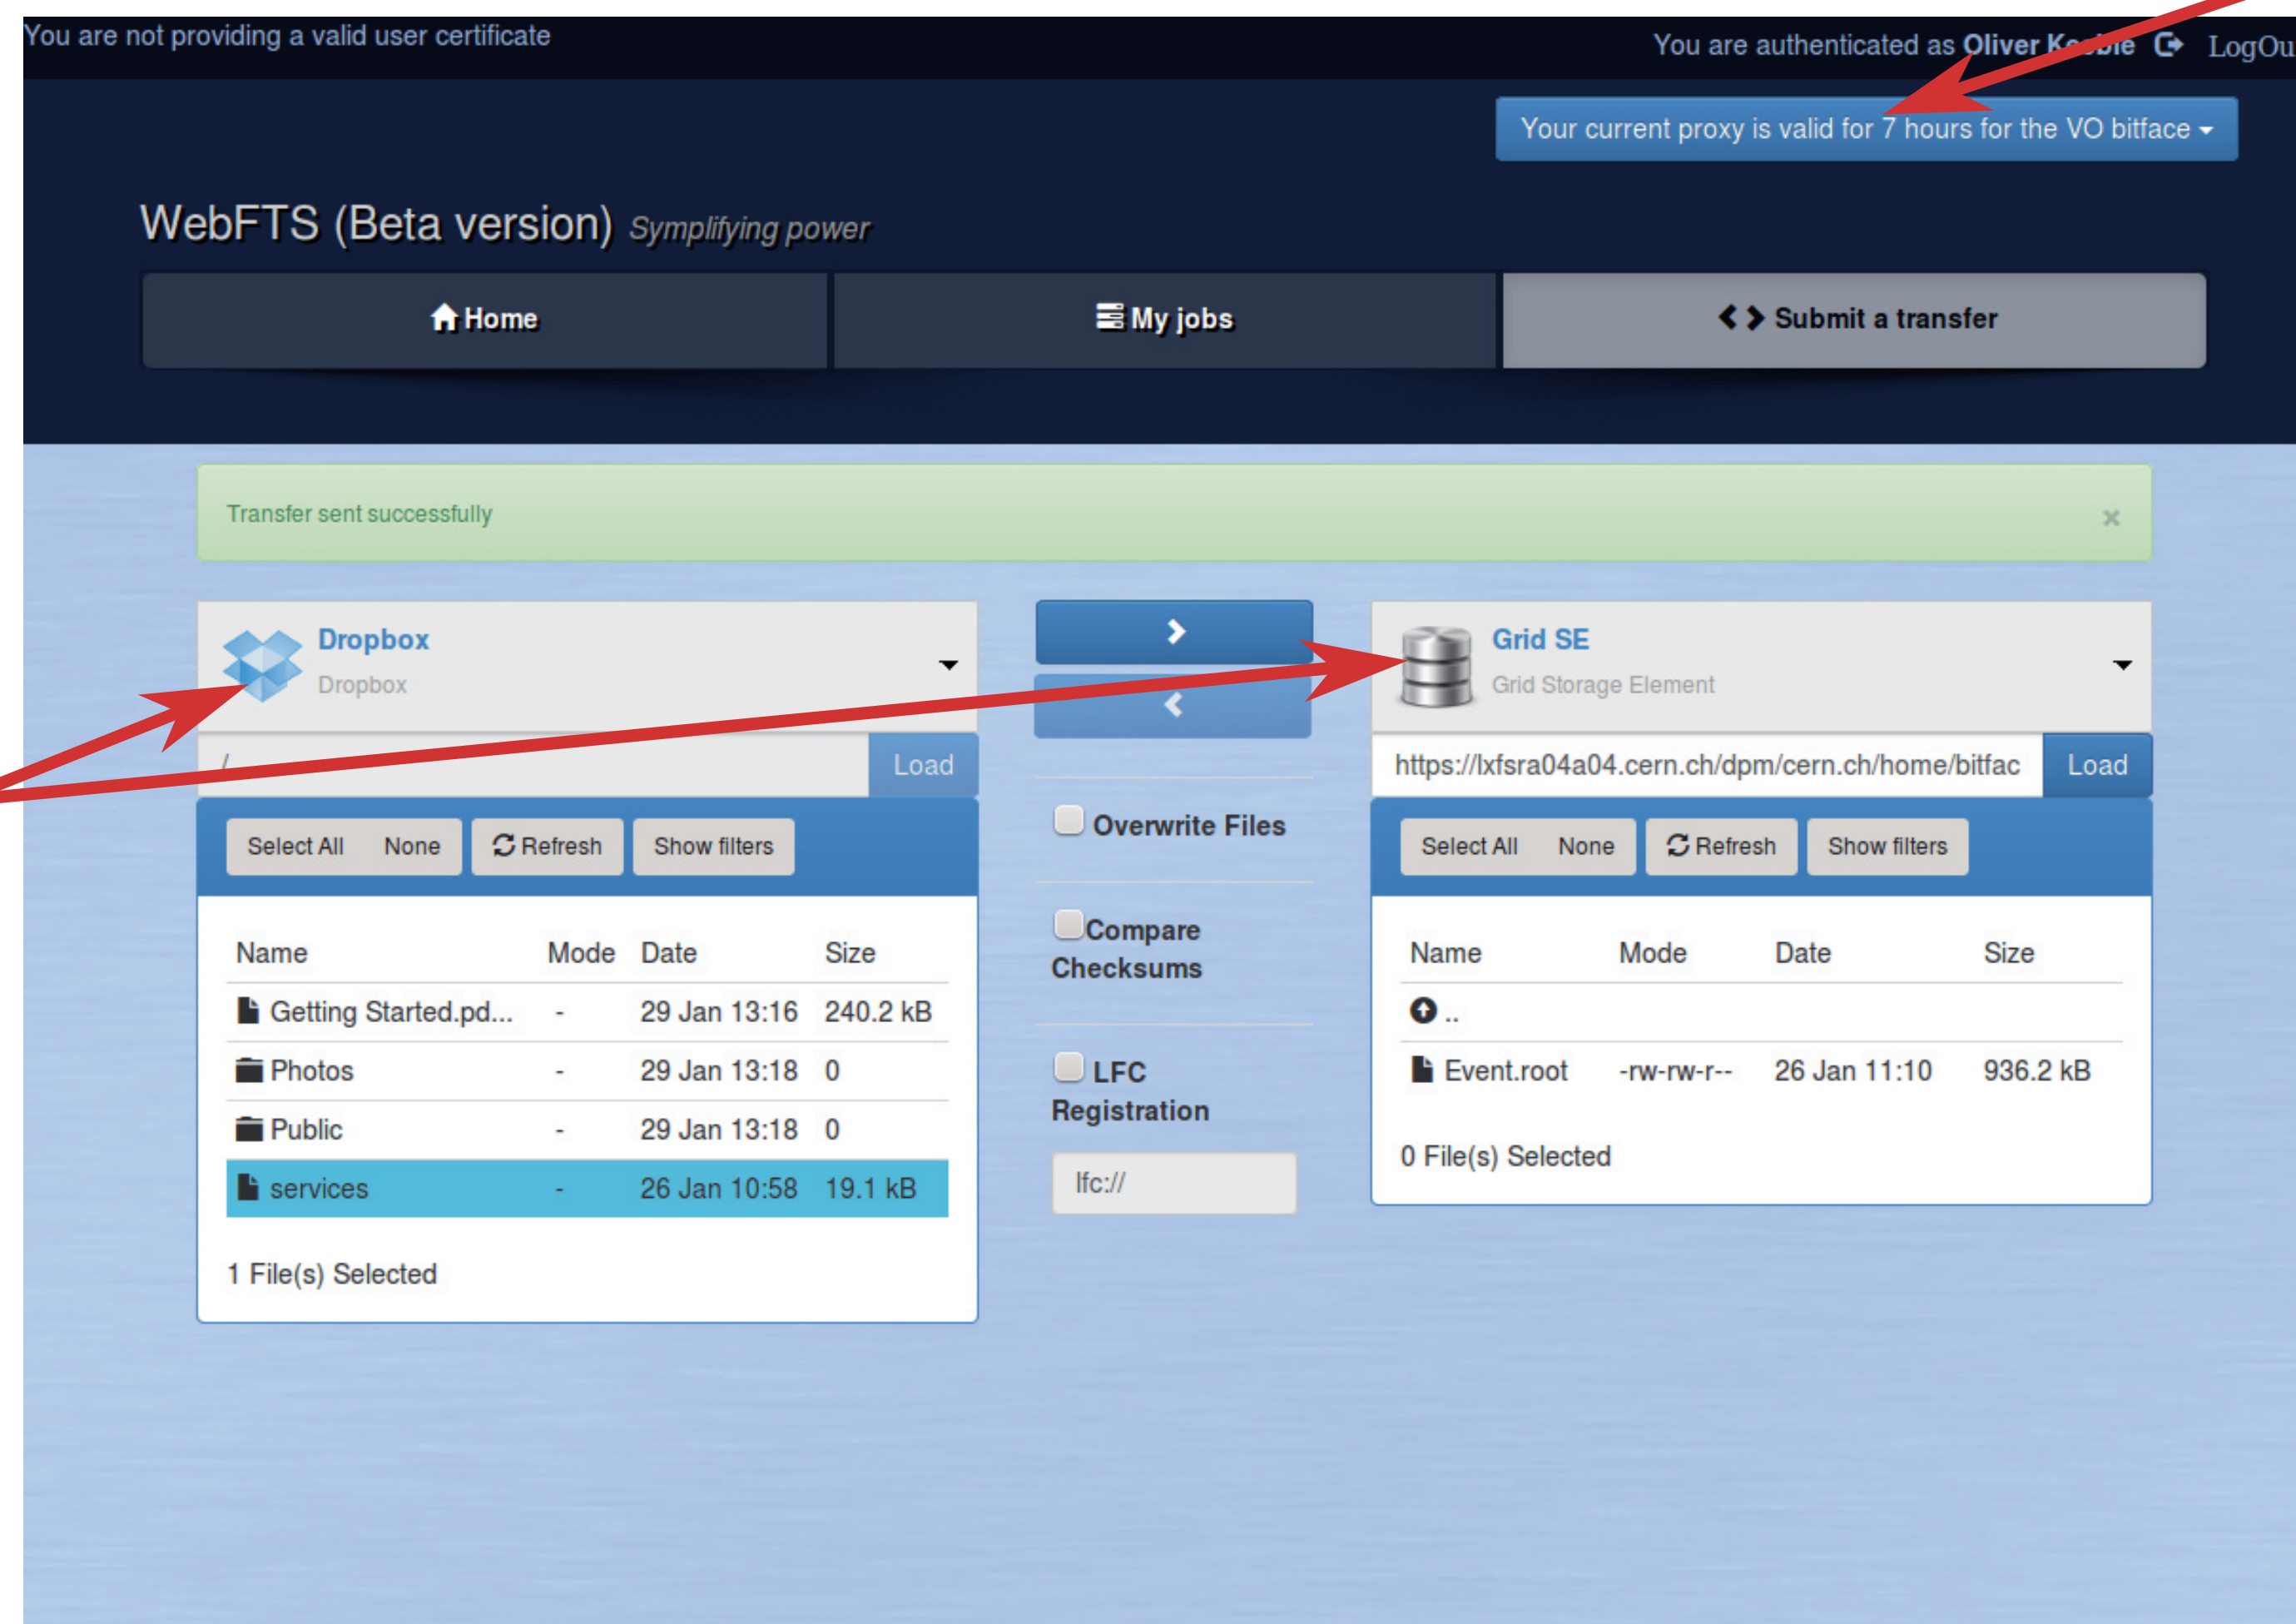 You are not providing a valid user certificate
You are authenticated as Oliver Keeble LogOu
Your current proxy is valid for 7 hours for the VO bitface
WebFTS (Beta version) Symplifying power
Home
My jobs
Submit a transfer
Transfer sent successfully
Dropbox
Dropbox
/
Load
Select All None Refresh Show filters
Name Mode Date Size
Getting Started.pd... - 29 Jan 13:16 240.2 kB
Photos - 29 Jan 13:18 0
Public - 29 Jan 13:18 0
services - 26 Jan 10:58 19.1 kB
1 File(s) Selected
Overwrite Files
Compare
Checksums
LFC
Registration
lfc://
Grid SE
Grid Storage Element
https://lxfsra04a04.cern.ch/dpm/cern.ch/home/bitfac Load
Select All None Refresh Show filters
Name Mode Date Size
..
Event.root -rw-rw-r-- 26 Jan 11:10 936.2 kB
0 File(s) Selected